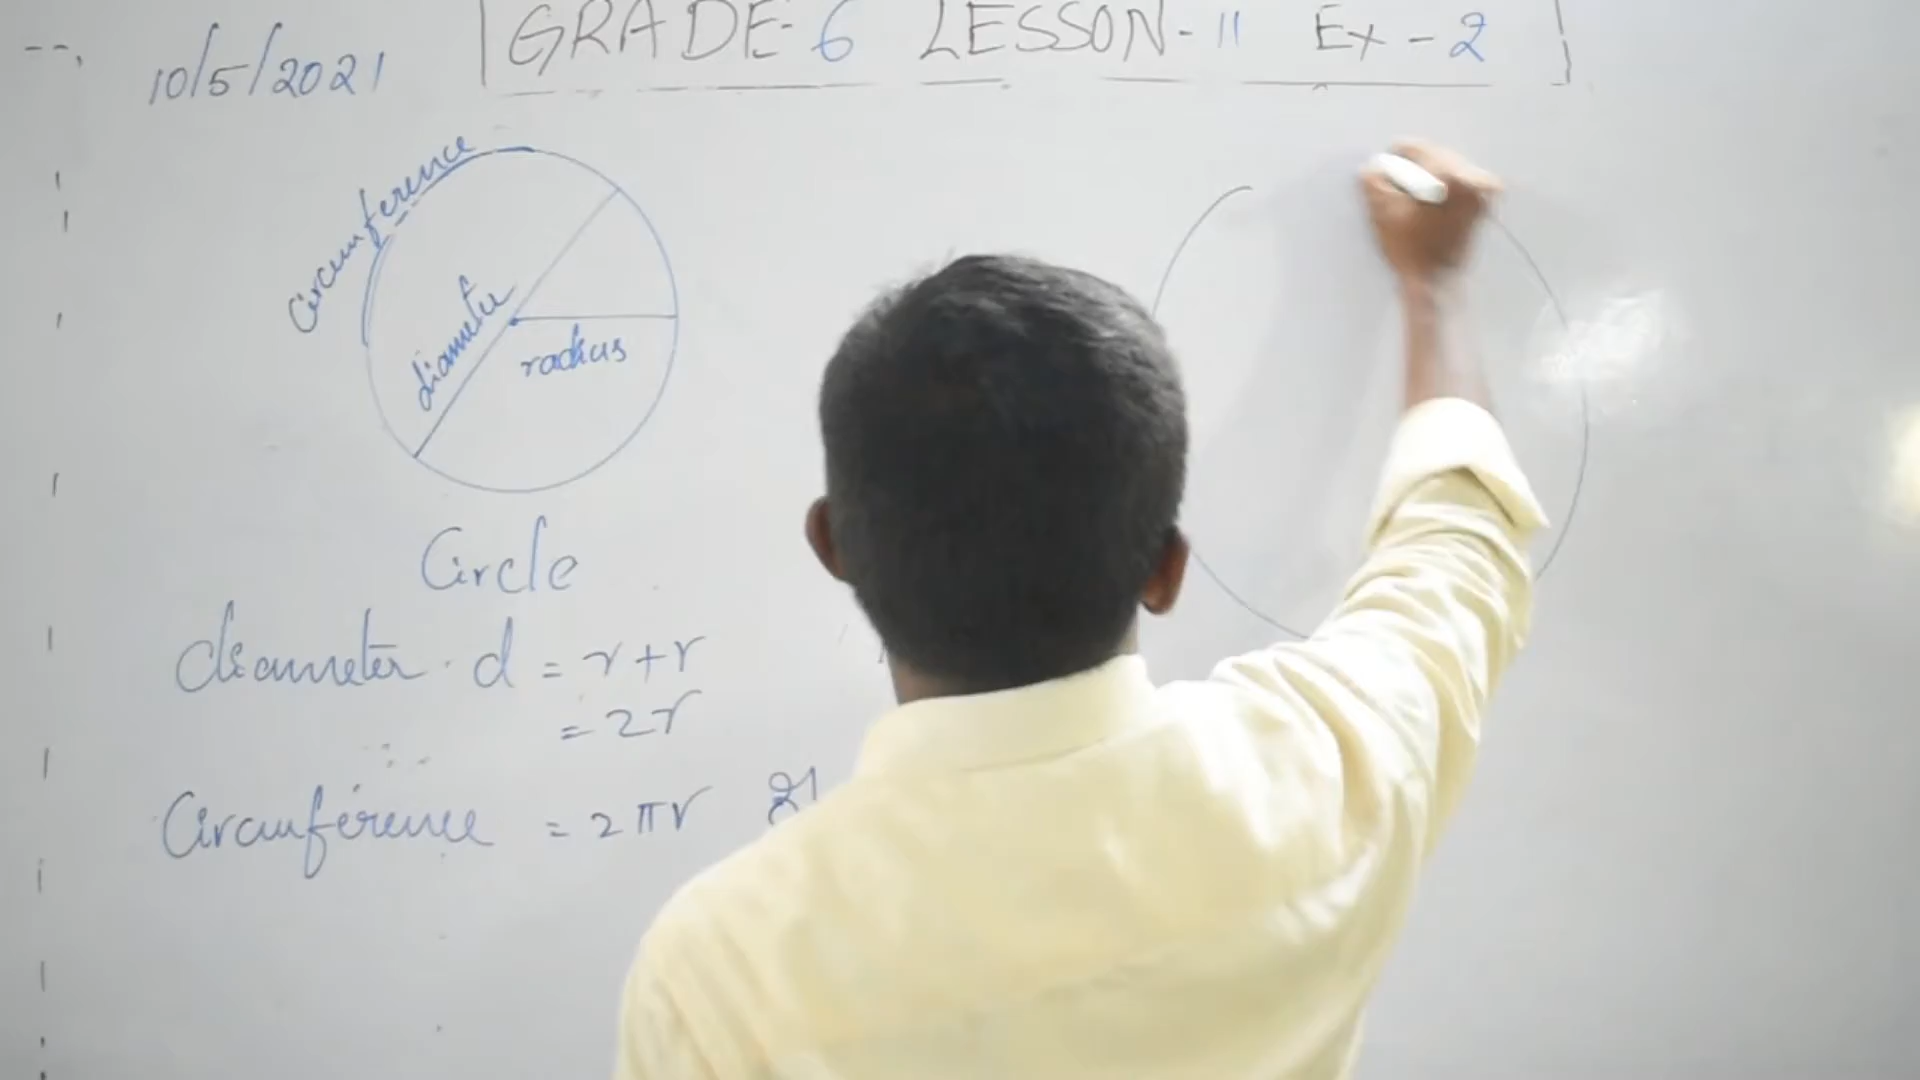 10/5/2021
GRADE-6 LESSON-11 Ex-2
Circumference
diameter
radius
Circle
diameter. d = r+r
= 2r
Circumference = 2πr